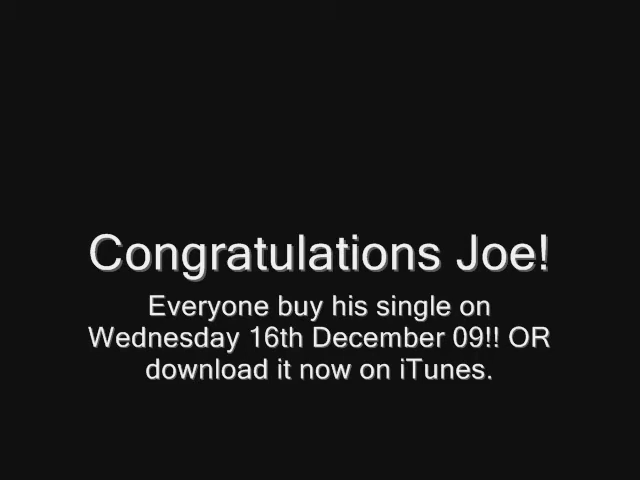 Congratulations Joe!
Everyone buy his single on
Wednesday 16th December 09!! OR
download it now on iTunes.